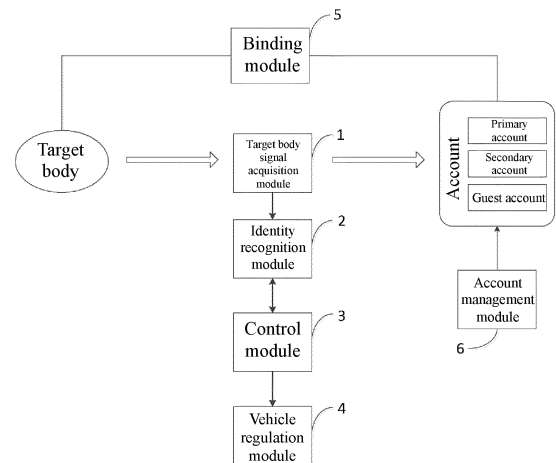 5
Binding
module
Target
body
1
Target body
signal
acquisition
module
Account
Primary
account
Secondary
account
Guest account
2
Identity
recognition
module
Account
management
module
6
3
Control
module
4
Vehicle
regulation
module